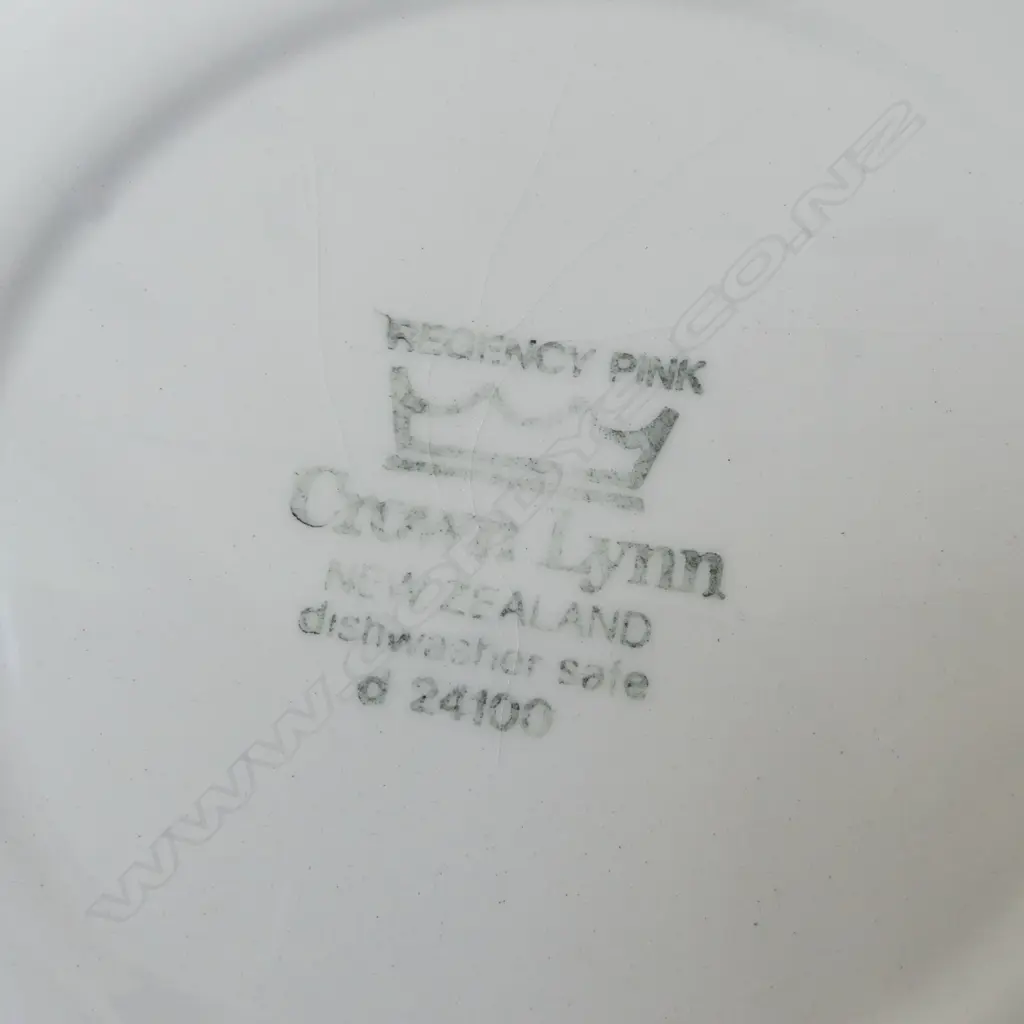 REGENCY PINK
Crown Lynn
NEW ZEALAND
dishwasher safe
d 24100